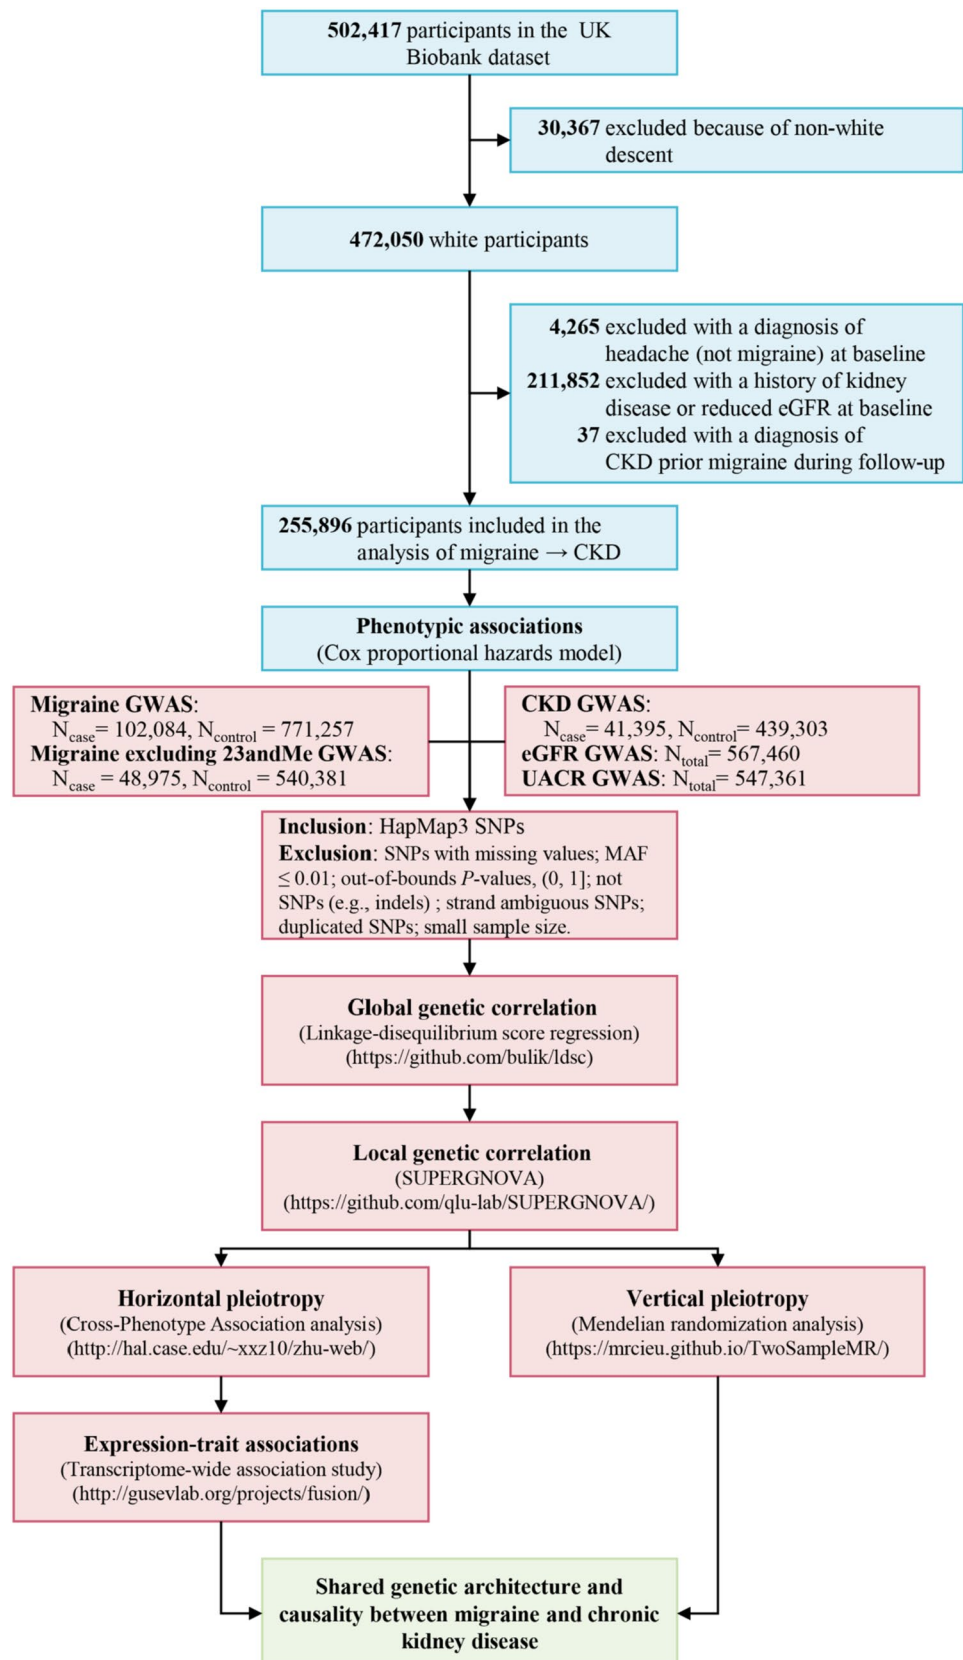 502,417 participants in the UK
Biobank dataset
30,367 excluded because of non-white
descent
472,050 white participants
4,265 excluded with a diagnosis of
headache (not migraine) at baseline
211,852 excluded with a history of kidney
disease or reduced eGFR at baseline
37 excluded with a diagnosis of
CKD prior migraine during follow-up
255,896 participants included in the
analysis of migraine → CKD
Phenotypic associations
(Cox proportional hazards model)
Migraine GWAS:
Ncase= 102,084, Ncontrol = 771,257
Migraine excluding 23andMe GWAS:
Ncase = 48,975, Ncontrol = 540,381
CKD GWAS:
Ncase= 41,395, Ncontrol= 439,303
eGFR GWAS: Ntotal= 567,460
UACR GWAS: Ntotal= 547,361
Inclusion: HapMap3 SNPs
Exclusion: SNPs with missing values; MAF
≤ 0.01; out-of-bounds P-values, (0, 1]; not
SNPs (e.g., indels) ; strand ambiguous SNPs;
duplicated SNPs; small sample size.
Global genetic correlation
(Linkage-disequilibrium score regression)
(https://github.com/bulik/ldsc)
Local genetic correlation
(SUPERGNOVA)
(https://github.com/qlu-lab/SUPERGNOVA/)
Horizontal pleiotropy
(Cross-Phenotype Association analysis)
(http://hal.case.edu/~xxz10/zhu-web/)
Vertical pleiotropy
(Mendelian randomization analysis)
(https://mrcieu.github.io/TwoSampleMR/)
Expression-trait associations
(Transcriptome-wide association study)
(http://gusevlab.org/projects/fusion/)
Shared genetic architecture and
causality between migraine and chronic
kidney disease